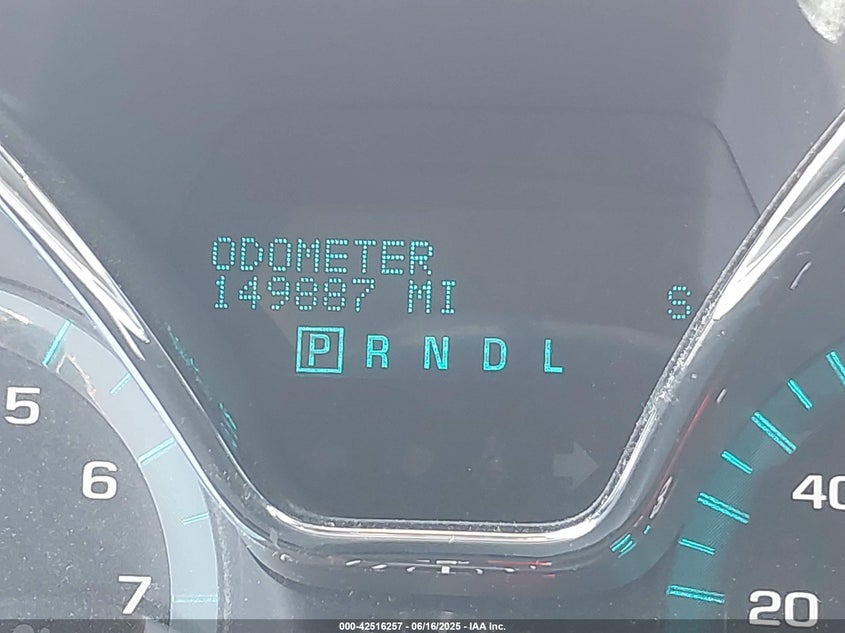 ODOMETER
149887 MI S
P R N D L
5
6
7
40
20
000-42516257 - 06/16/2025 - IAA Inc.